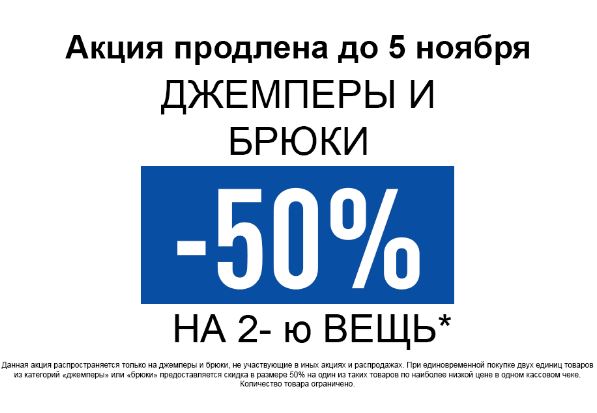 Акция продлена до 5 ноября
ДЖЕМПЕРЫ И
БРЮКИ
-50%
НА 2- ю ВЕЩЬ*
Данная акция распространяется только на джемперы и брюки, не участвующие в иных акциях и распродажах. При единовременной покупке двух единиц товаров
из категорий «джемперы» или «брюки» предоставляется скидка в размере 50% на один из таких товаров по наиболее низкой цене в одном кассовом чеке.
Количество товара ограничено.